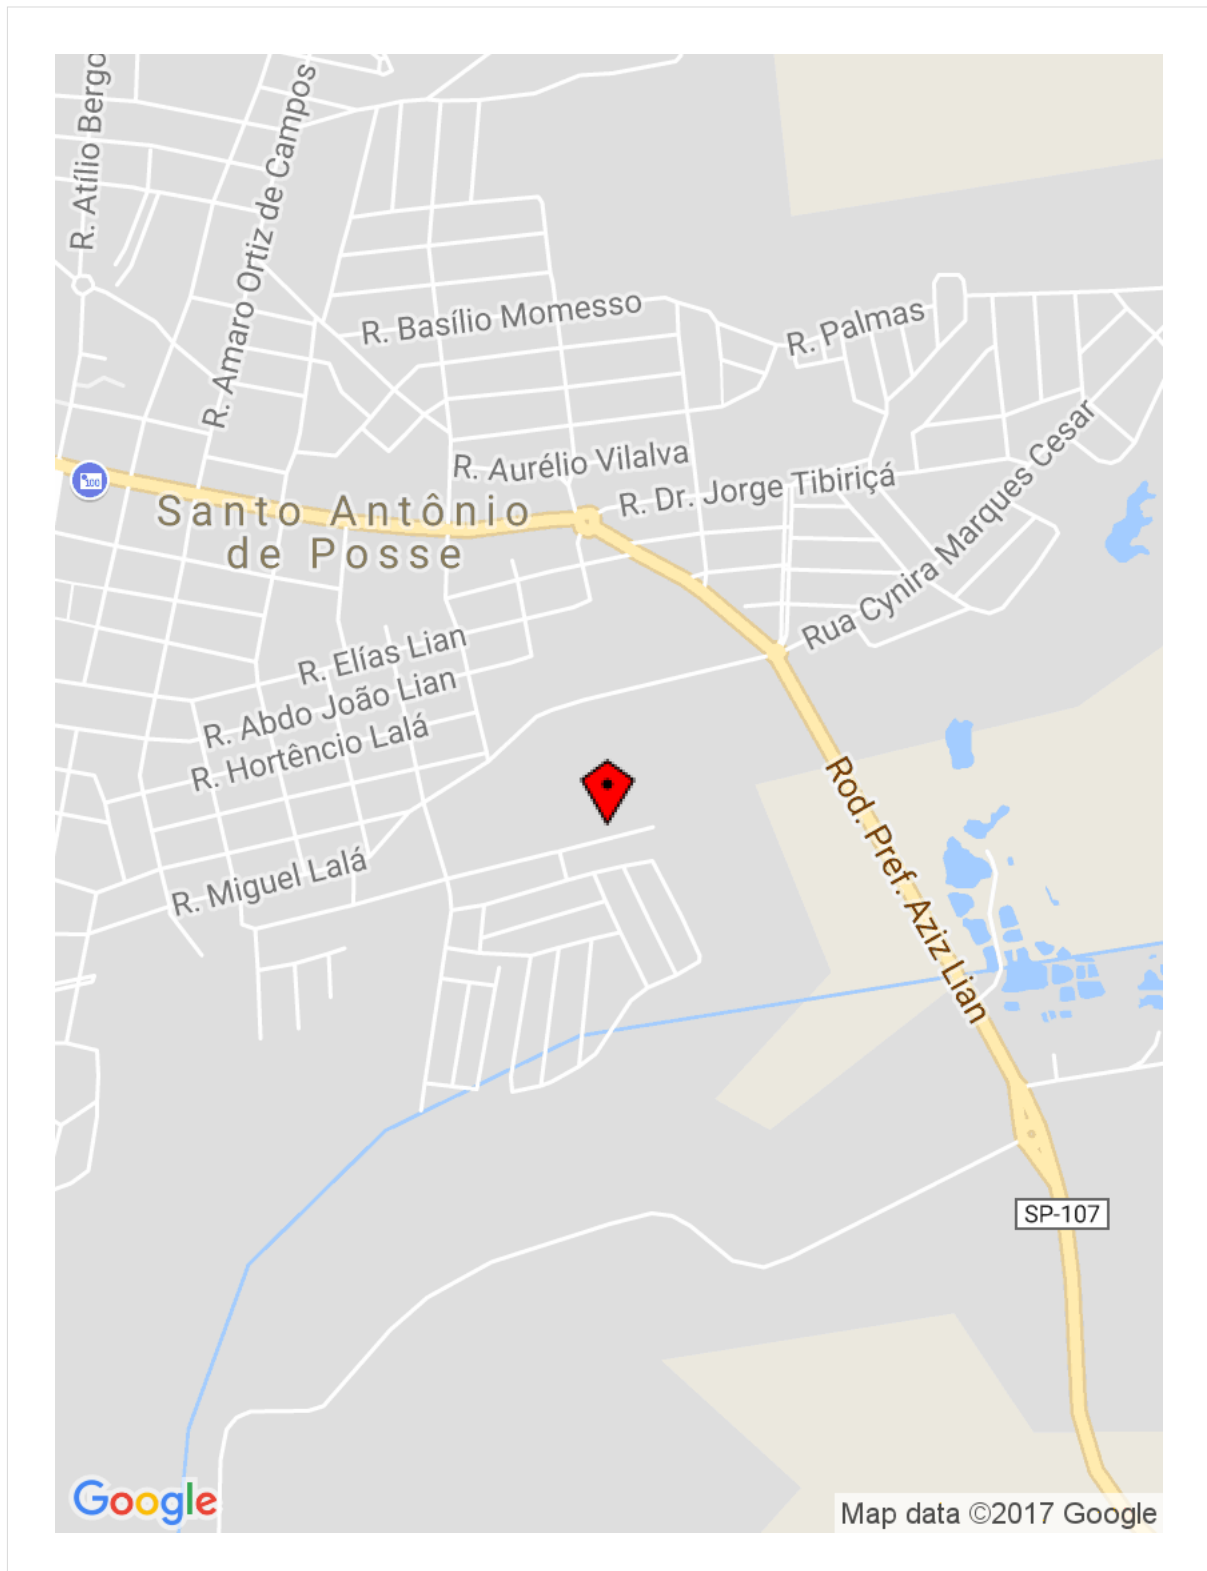 R. Atílio Bergo
R. Amaro Ortiz de Campos
R. Basílio Momesso
R. Palmas
R. Aurélio Vilalva
R. Dr. Jorge Tibiriçá
Rua Cynira Marques Cesar
100
Santo Antônio
de Posse
R. Elías Lian
R. Abdo João Lian
R. Hortêncio Lalá
R. Miguel Lalá
Rod. Pref. Aziz Lian
SP-107
Google
Map data ©2017 Google